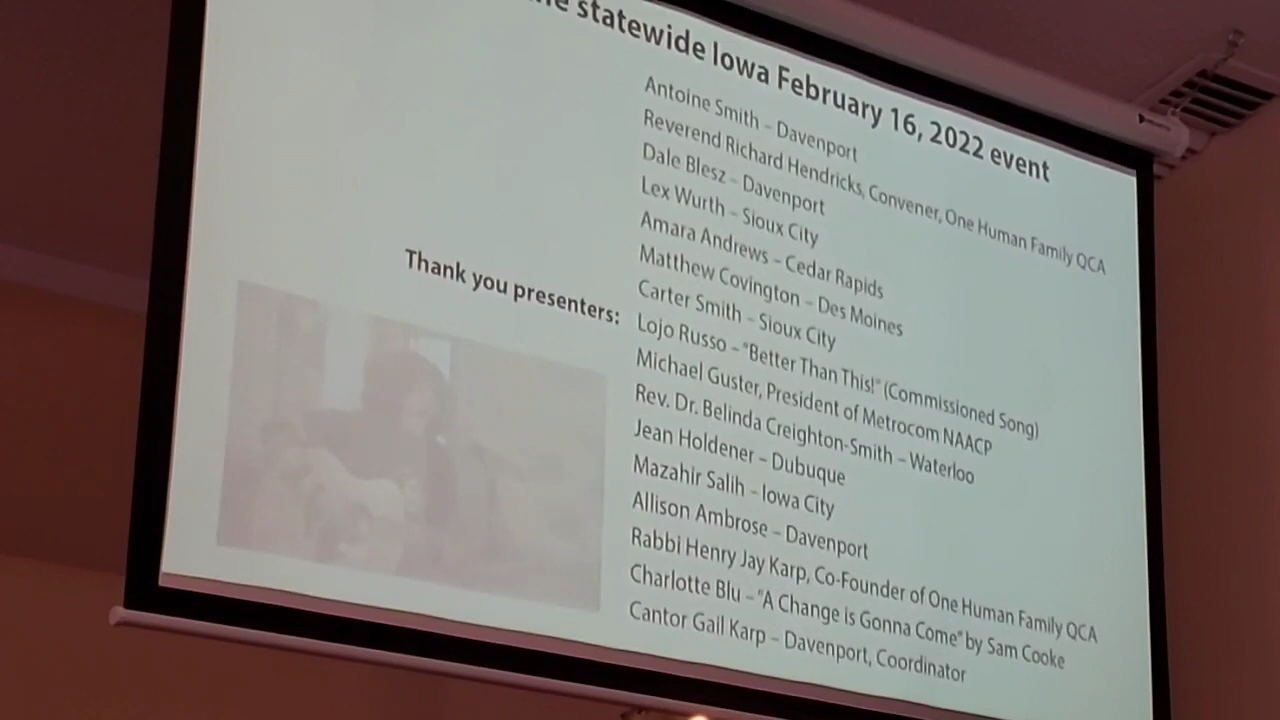 statewide Iowa February 16, 2022 event
Thank you presenters:
Antoine Smith – Davenport
Reverend Richard Hendricks, Convener, One Human Family QCA
Dale Blesz – Davenport
Lex Wurth – Sioux City
Amara Andrews – Cedar Rapids
Matthew Covington – Des Moines
Carter Smith – Sioux City
Lojo Russo – "Better Than This!" (Commissioned Song)
Michael Guster, President of Metrocom NAACP
Rev. Dr. Belinda Creighton-Smith – Waterloo
Jean Holdener – Dubuque
Mazahir Salih – Iowa City
Allison Ambrose – Davenport
Rabbi Henry Jay Karp, Co-Founder of One Human Family QCA
Charlotte Blu – "A Change is Gonna Come" by Sam Cooke
Cantor Gail Karp – Davenport, Coordinator